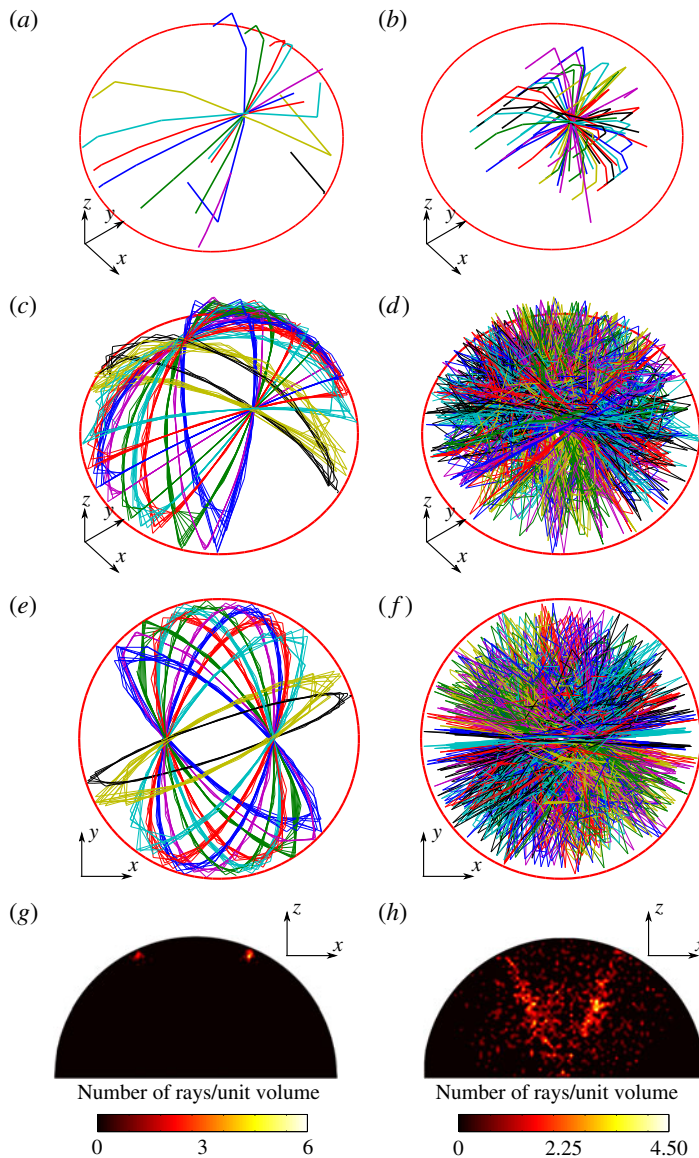 (a)
(b)
z
y
x
z
y
x
(c)
(d)
z
y
x
z
y
x
(e)
(f)
y
x
y
x
(g)
z
x
(h)
z
x
Number of rays/unit volume
0 3 6
Number of rays/unit volume
0 2.25 4.50